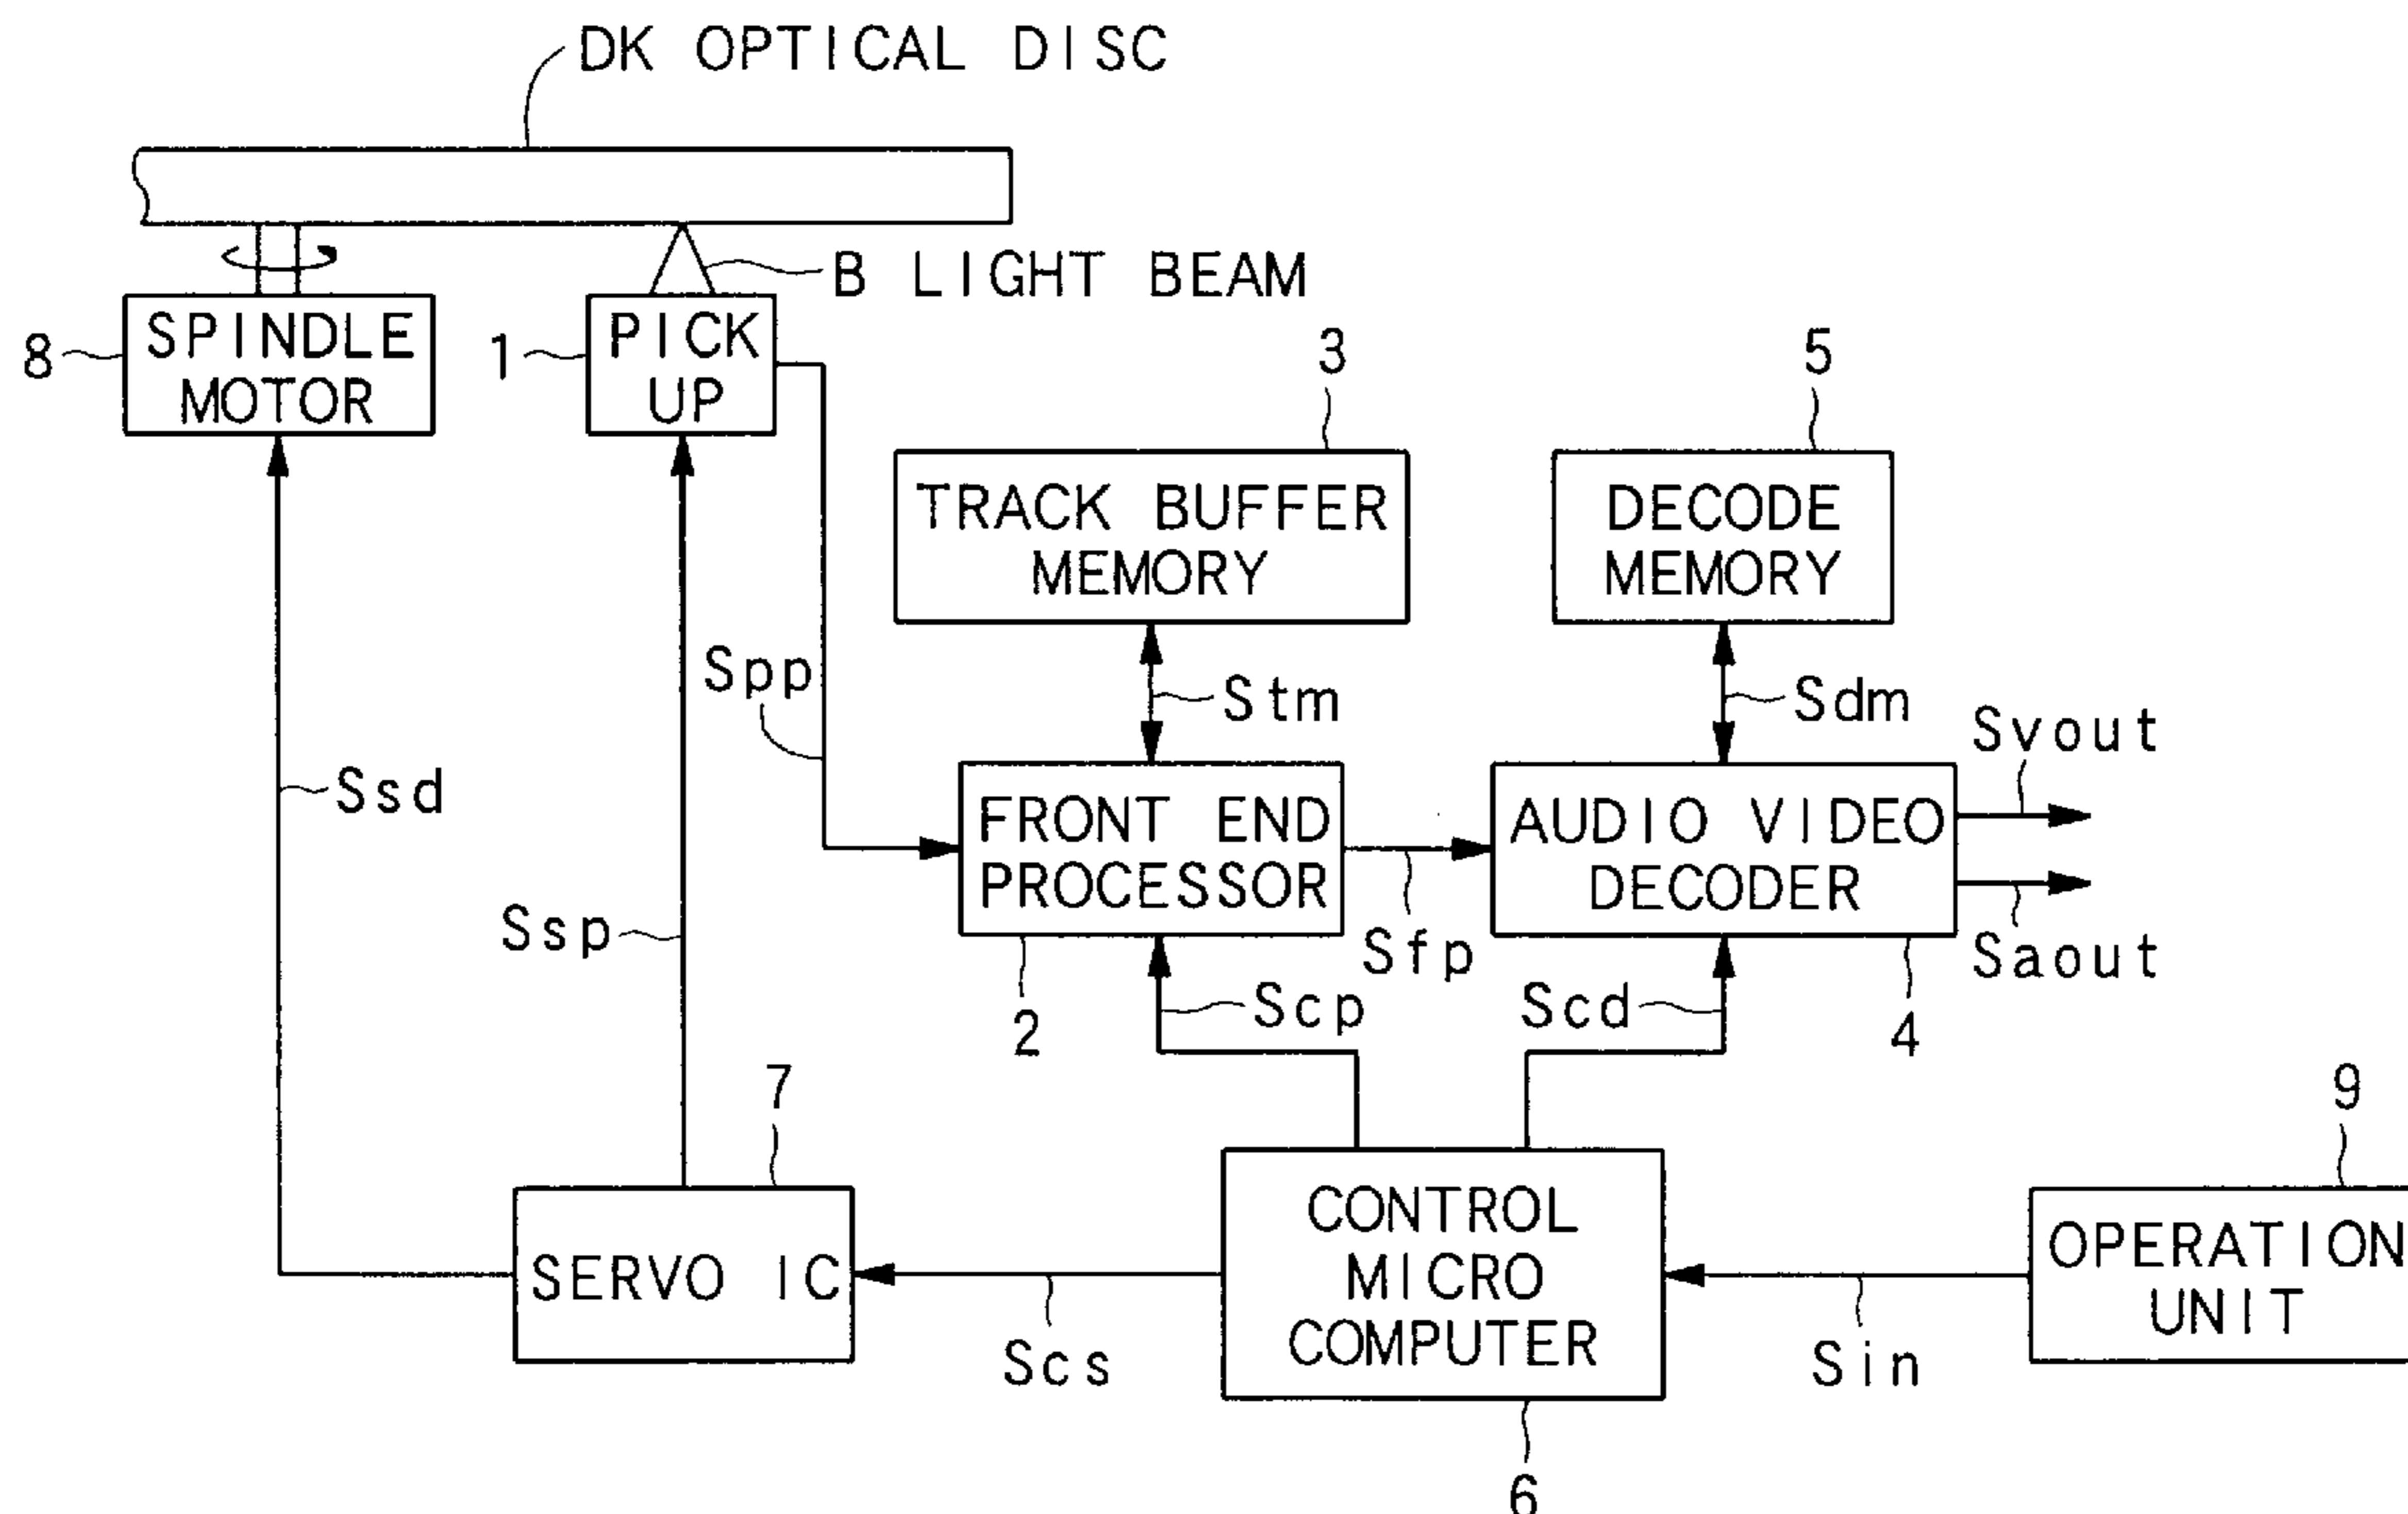 DK OPTICAL DISC
B LIGHT BEAM
8
SPINDLE
MOTOR
1
PICK
UP
3
5
TRACK BUFFER
MEMORY
DECODE
MEMORY
Spp
Stm
Sdm
Svout
Ssd
FRONT END
PROCESSOR
AUDIO VIDEO
DECODER
Ssp
Sfp
Saout
2
Scp
Scd
4
7
9
SERVO IC
CONTROL
MICRO
COMPUTER
OPERATION
UNIT
Scs
Sin
6